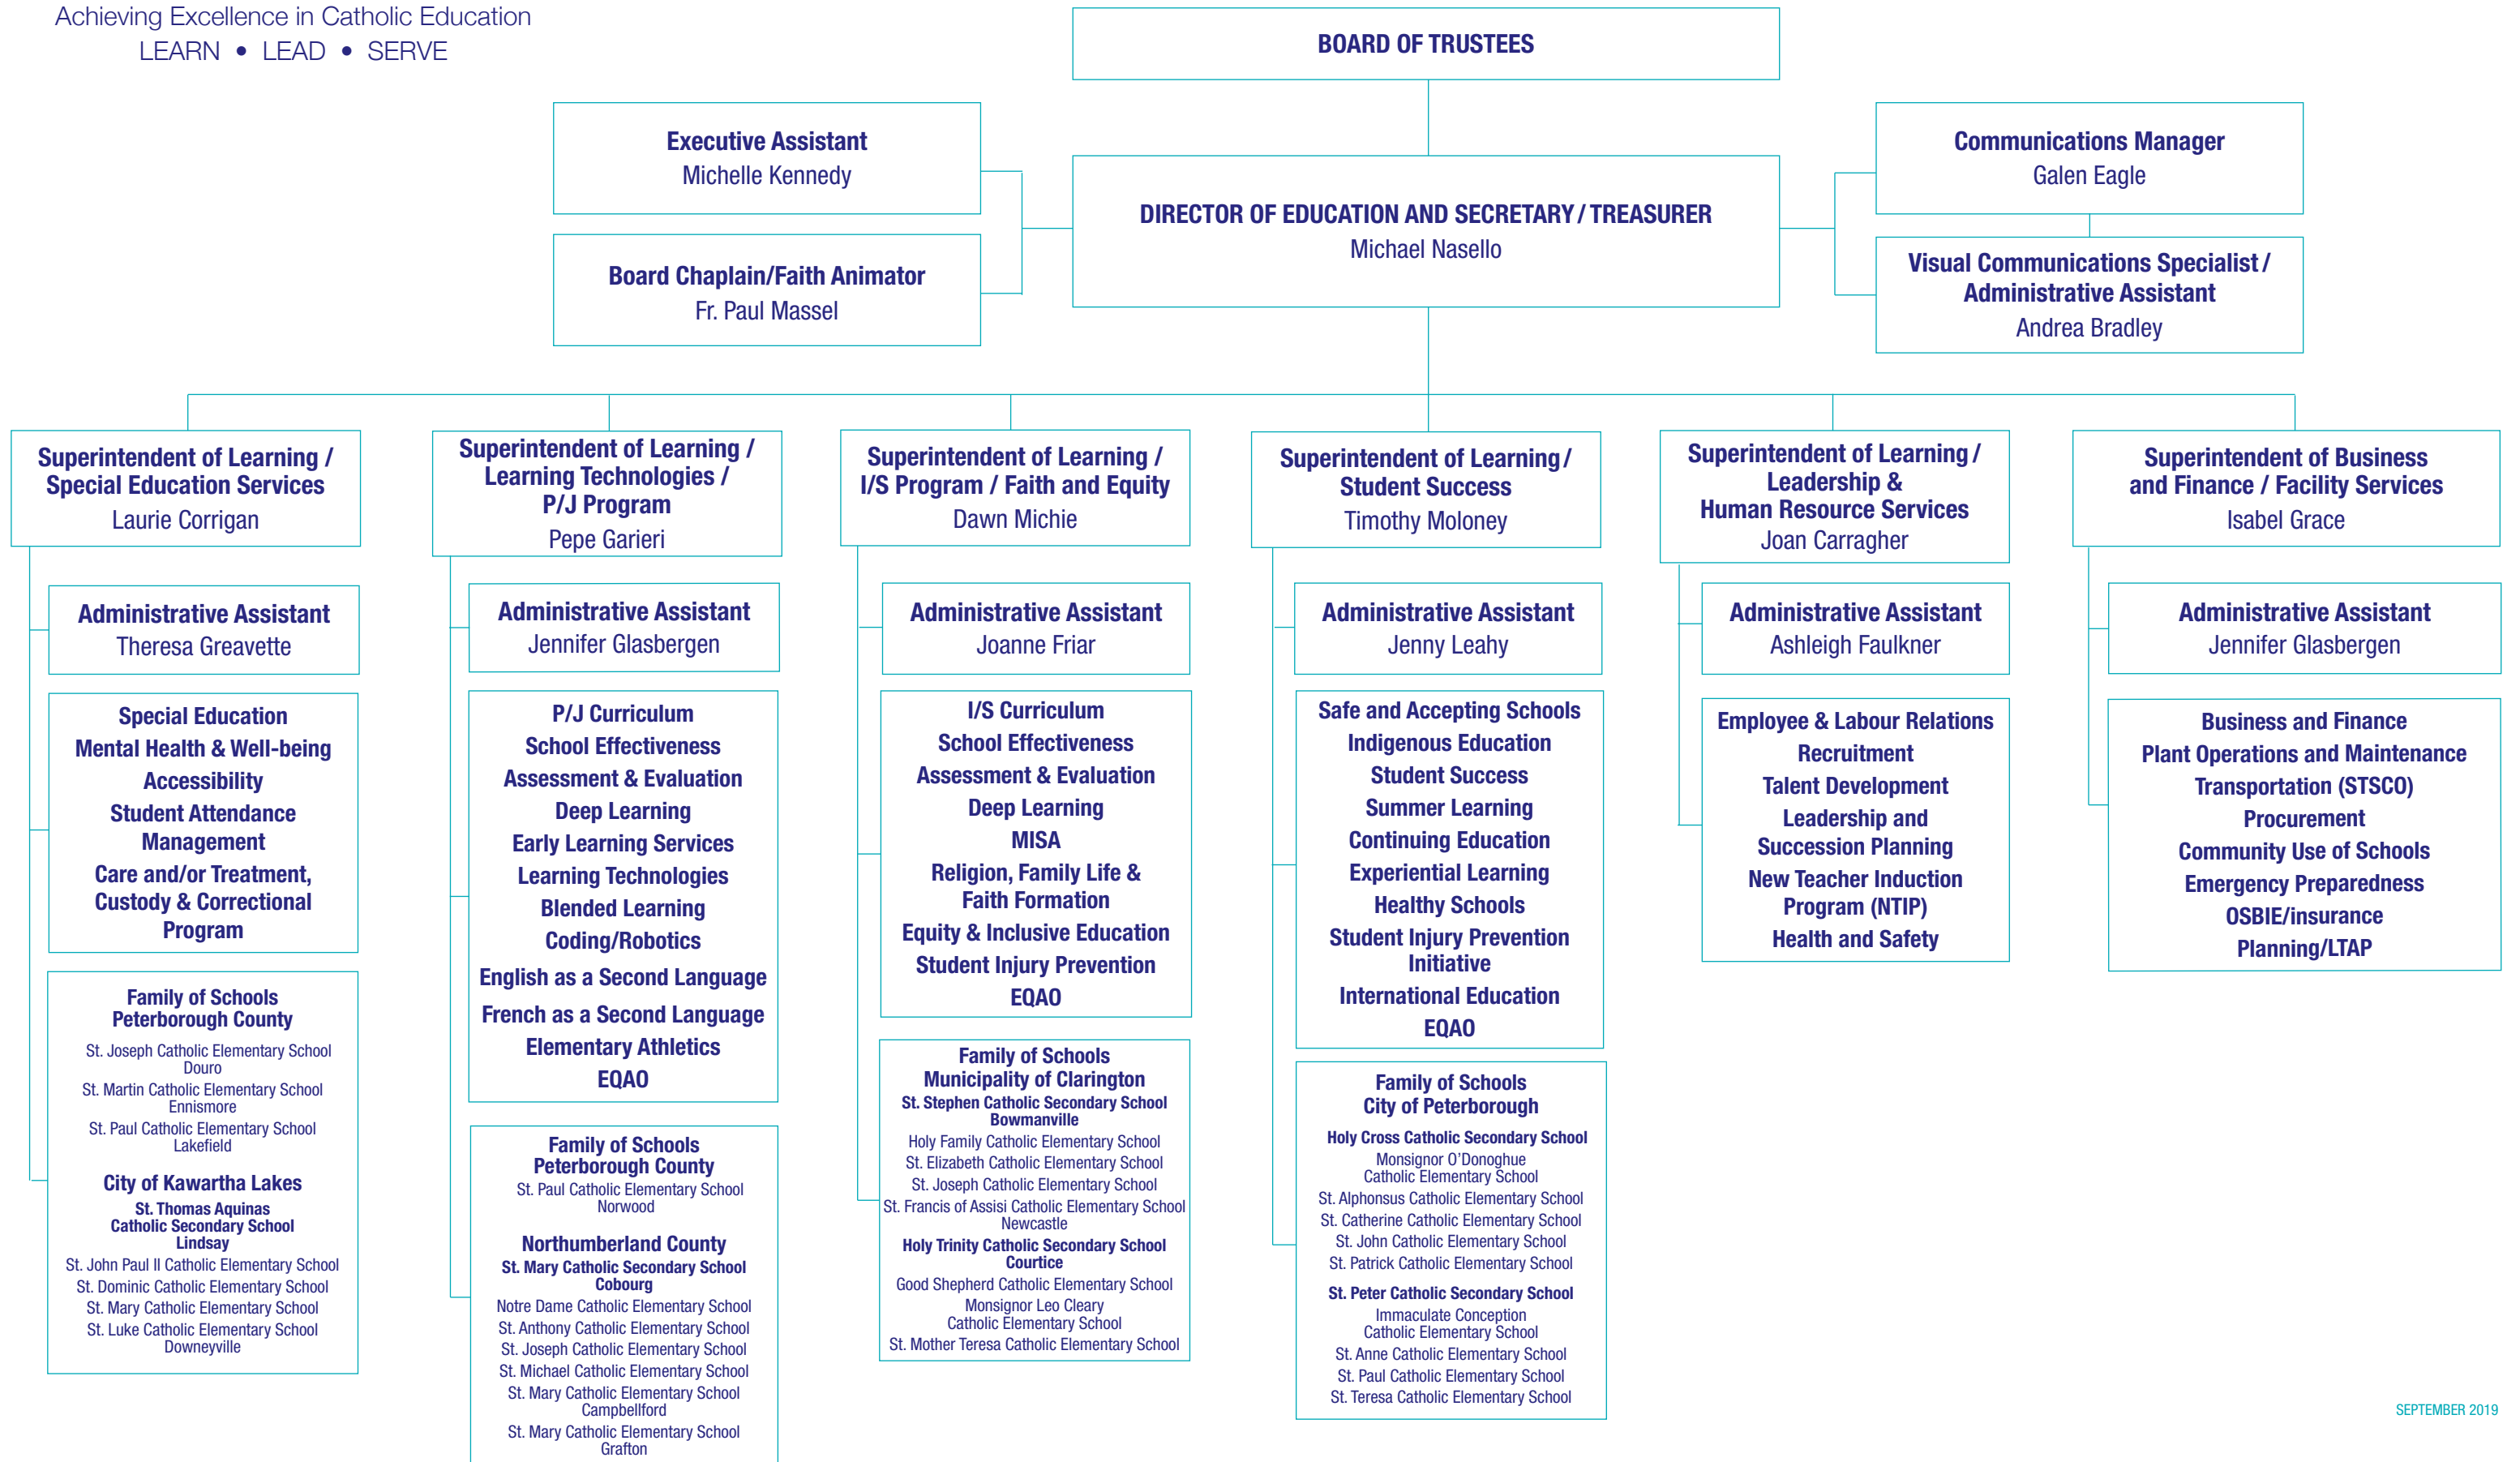 Achieving Excellence in Catholic Education
LEARN • LEAD • SERVE
BOARD OF TRUSTEES
Executive Assistant
Michelle Kennedy
Board Chaplain/Faith Animator
Fr. Paul Massel
DIRECTOR OF EDUCATION AND SECRETARY / TREASURER
Michael Nasello
Communications Manager
Galen Eagle
Visual Communications Specialist /
Administrative Assistant
Andrea Bradley
Superintendent of Learning /
Special Education Services
Laurie Corrigan
Administrative Assistant
Theresa Greavette
Special Education
Mental Health & Well-being
Accessibility
Student Attendance
Management
Care and/or Treatment,
Custody & Correctional
Program
Family of Schools
Peterborough County
St. Joseph Catholic Elementary School
Douro
St. Martin Catholic Elementary School
Ennismore
St. Paul Catholic Elementary School
Lakefield
City of Kawartha Lakes
St. Thomas Aquinas
Catholic Secondary School
Lindsay
St. John Paul II Catholic Elementary School
St. Dominic Catholic Elementary School
St. Mary Catholic Elementary School
St. Luke Catholic Elementary School
Downeyville
Superintendent of Learning /
Learning Technologies /
P/J Program
Pepe Garieri
Administrative Assistant
Jennifer Glasbergen
P/J Curriculum
School Effectiveness
Assessment & Evaluation
Deep Learning
Early Learning Services
Learning Technologies
Blended Learning
Coding/Robotics
English as a Second Language
French as a Second Language
Elementary Athletics
EQAO
Family of Schools
Peterborough County
St. Paul Catholic Elementary School
Norwood
Northumberland County
St. Mary Catholic Secondary School
Cobourg
Notre Dame Catholic Elementary School
St. Anthony Catholic Elementary School
St. Joseph Catholic Elementary School
St. Michael Catholic Elementary School
St. Mary Catholic Elementary School
Campbellford
St. Mary Catholic Elementary School
Grafton
Superintendent of Learning /
I/S Program / Faith and Equity
Dawn Michie
Administrative Assistant
Joanne Friar
I/S Curriculum
School Effectiveness
Assessment & Evaluation
Deep Learning
MISA
Religion, Family Life &
Faith Formation
Equity & Inclusive Education
Student Injury Prevention
EQAO
Family of Schools
Municipality of Clarington
St. Stephen Catholic Secondary School
Bowmanville
Holy Family Catholic Elementary School
St. Elizabeth Catholic Elementary School
St. Joseph Catholic Elementary School
St. Francis of Assisi Catholic Elementary School
Newcastle
Holy Trinity Catholic Secondary School
Courtice
Good Shepherd Catholic Elementary School
Monsignor Leo Cleary
Catholic Elementary School
St. Mother Teresa Catholic Elementary School
Superintendent of Learning /
Student Success
Timothy Moloney
Administrative Assistant
Jenny Leahy
Safe and Accepting Schools
Indigenous Education
Student Success
Summer Learning
Continuing Education
Experiential Learning
Healthy Schools
Student Injury Prevention
Initiative
International Education
EQAO
Family of Schools
City of Peterborough
Holy Cross Catholic Secondary School
Monsignor O'Donoghue
Catholic Elementary School
St. Alphonsus Catholic Elementary School
St. Catherine Catholic Elementary School
St. John Catholic Elementary School
St. Patrick Catholic Elementary School
St. Peter Catholic Secondary School
Immaculate Conception
Catholic Elementary School
St. Anne Catholic Elementary School
St. Paul Catholic Elementary School
St. Teresa Catholic Elementary School
Superintendent of Learning /
Leadership &
Human Resource Services
Joan Carragher
Administrative Assistant
Ashleigh Faulkner
Employee & Labour Relations
Recruitment
Talent Development
Leadership and
Succession Planning
New Teacher Induction
Program (NTIP)
Health and Safety
Superintendent of Business
and Finance / Facility Services
Isabel Grace
Administrative Assistant
Jennifer Glasbergen
Business and Finance
Plant Operations and Maintenance
Transportation (STSCO)
Procurement
Community Use of Schools
Emergency Preparedness
OSBIE/insurance
Planning/LTAP
SEPTEMBER 2019